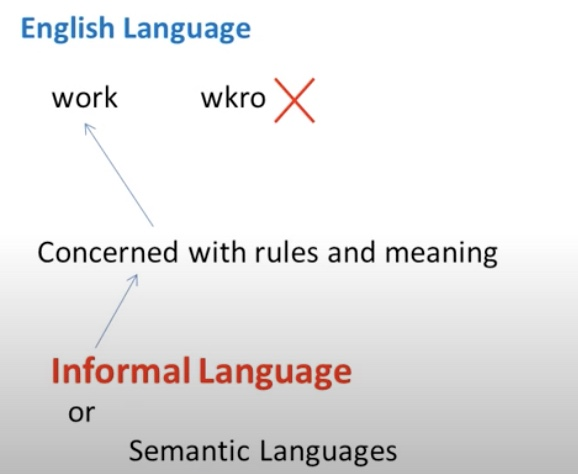 English Language
work wkro
Concerned with rules and meaning
Informal Language
or
Semantic Languages